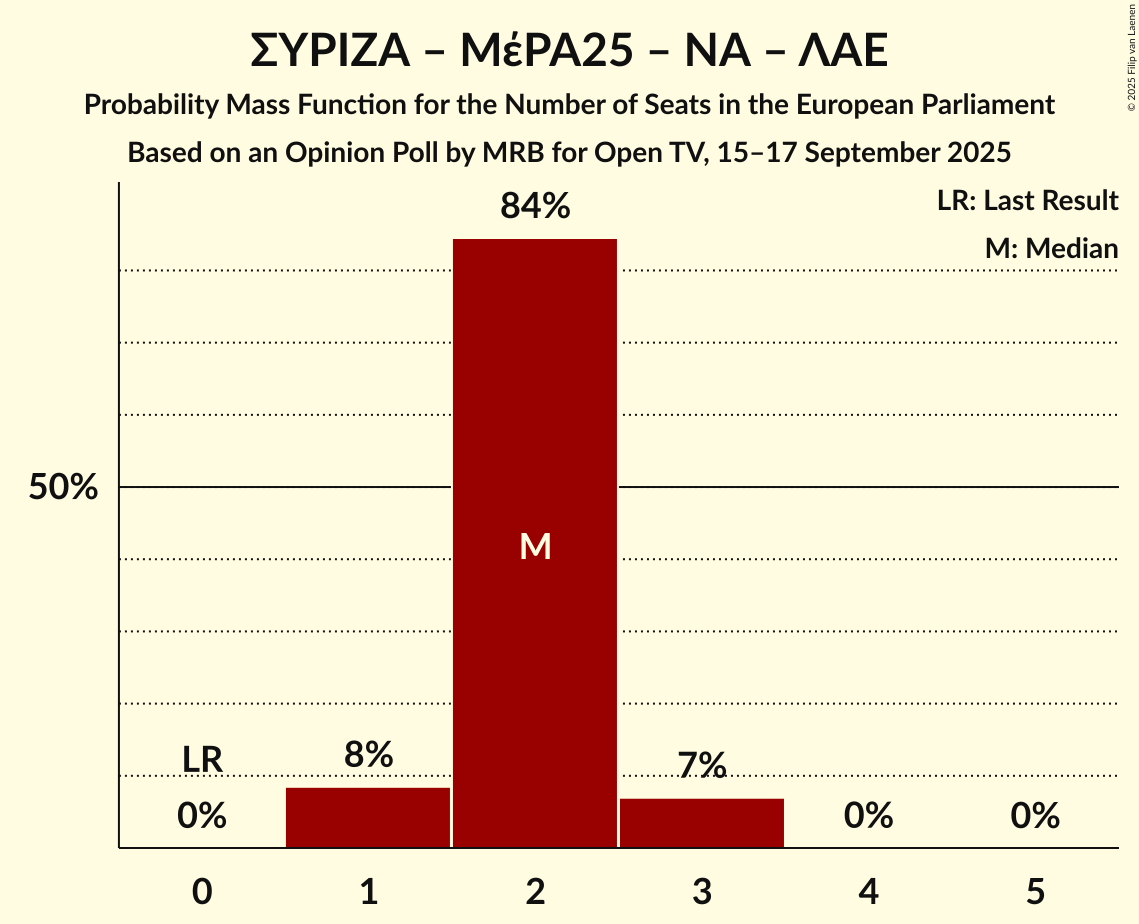 ΣΥΡΙΖΑ – ΜέΡΑ25 – ΝΑ – ΛΑΕ
Probability Mass Function for the Number of Seats in the European Parliament
Based on an Opinion Poll by MRB for Open TV, 15–17 September 2025
© 2025 Filip van Laenen
LR: Last Result
M: Median
84%
50%
M
LR
8%
7%
0%
0%
0%
0 1 2 3 4 5